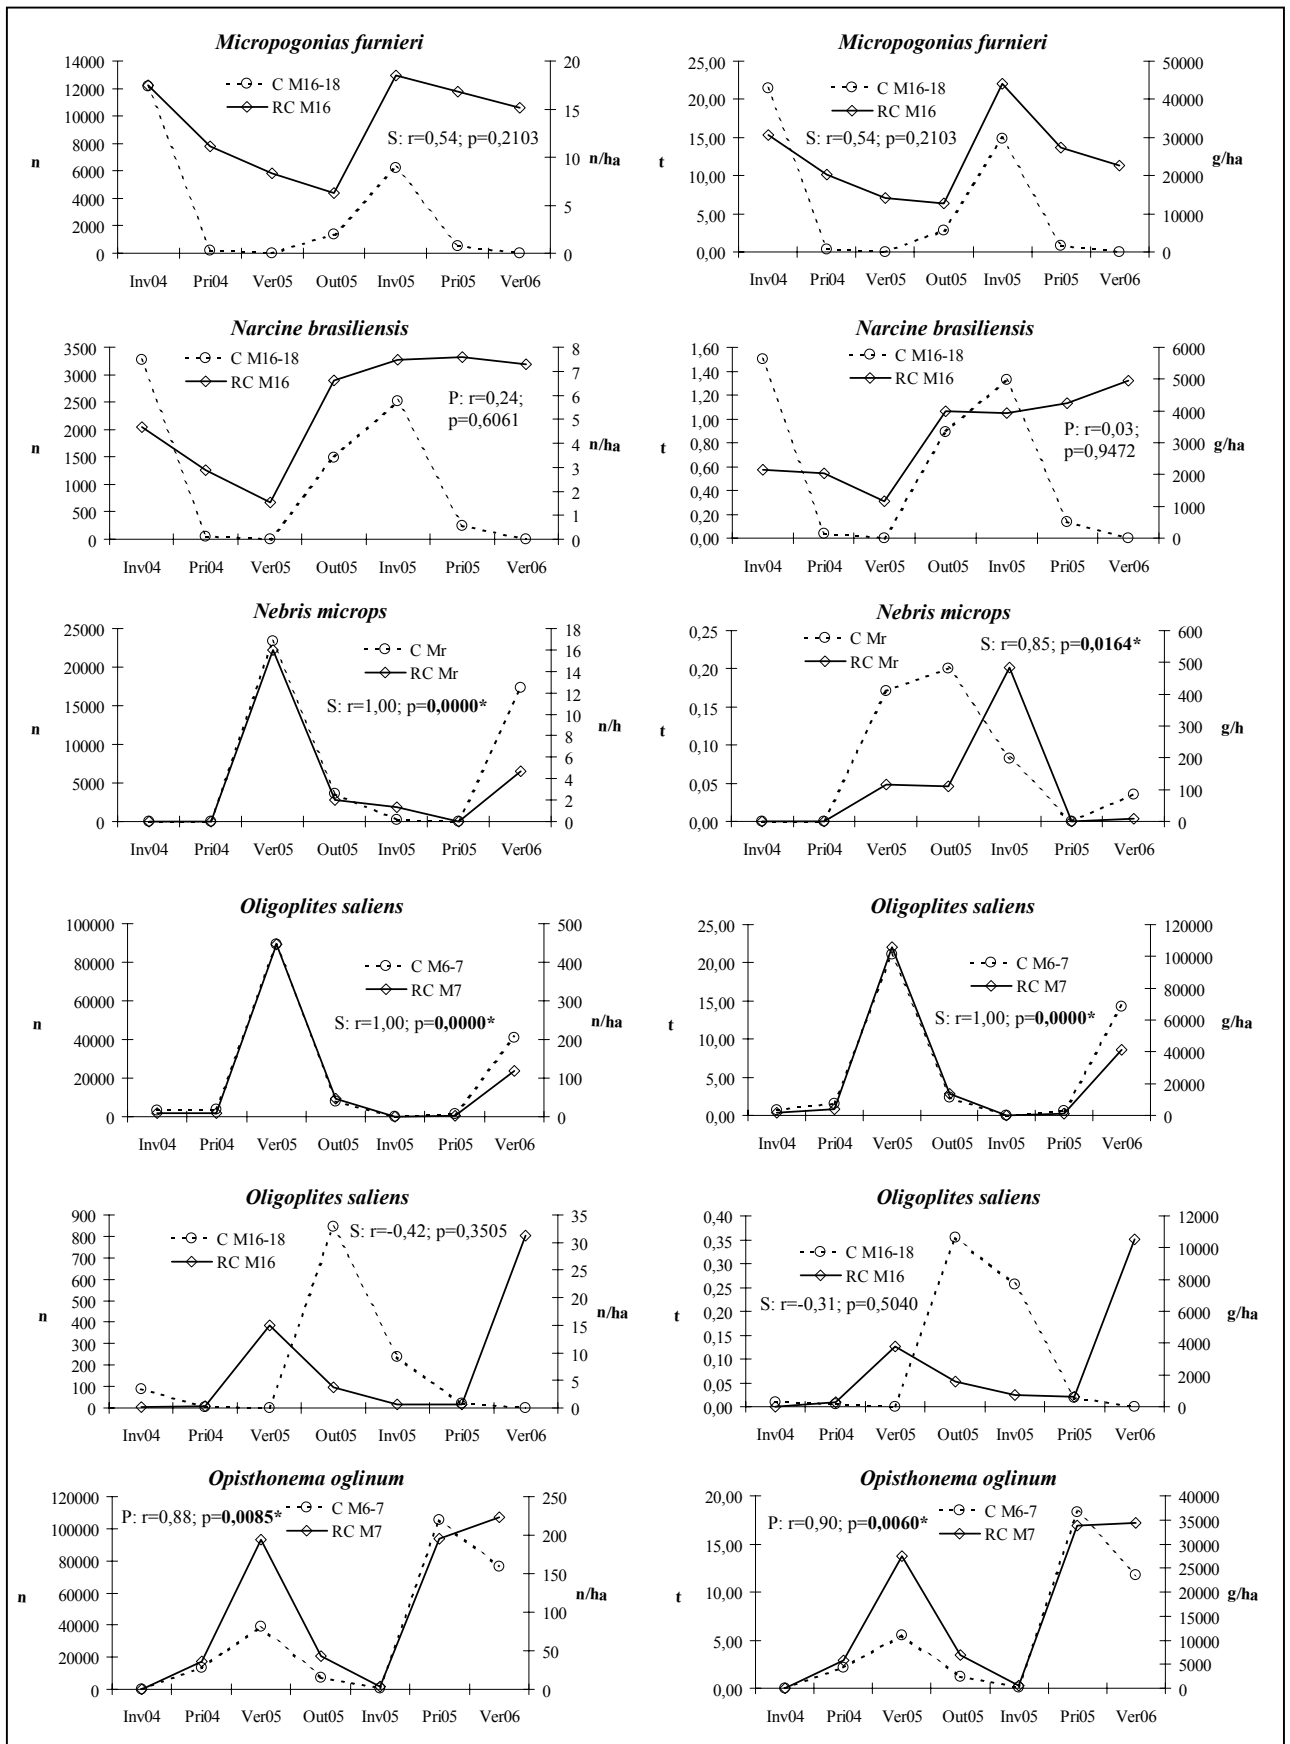 Micropogonias furnieri
14000
12000
10000
8000
6000
4000
2000
0
n
20
15
10
5
0
n/ha
C M16-18
RC M16
S: r=0,54; p=0,2103
Inv04 Pri04 Ver05 Out05 Inv05 Pri05 Ver06
Micropogonias furnieri
25,00
20,00
15,00
10,00
5,00
0,00
t
50000
40000
30000
20000
10000
0
g/ha
C M16-18
RC M16
S: r=0,54; p=0,2103
Inv04 Pri04 Ver05 Out05 Inv05 Pri05 Ver06
Narcine brasiliensis
3500
3000
2500
2000
1500
1000
500
0
n
8
7
6
5
4
3
2
1
0
n/ha
C M16-18
RC M16
P: r=0,24;
p=0,6061
Inv04 Pri04 Ver05 Out05 Inv05 Pri05 Ver06
Narcine brasiliensis
1,60
1,40
1,20
1,00
0,80
0,60
0,40
0,20
0,00
t
6000
5000
4000
3000
2000
1000
0
g/ha
C M16-18
RC M16
P: r=0,03;
p=0,9472
Inv04 Pri04 Ver05 Out05 Inv05 Pri05 Ver06
Nebris microps
25000
20000
15000
10000
5000
0
n
18
16
14
12
10
8
6
4
2
0
n/h
C Mr
RC Mr
S: r=1,00; p=0,0000*
Inv04 Pri04 Ver05 Out05 Inv05 Pri05 Ver06
Nebris microps
0,25
0,20
0,15
0,10
0,05
0,00
t
600
500
400
300
200
100
0
g/h
C Mr
RC Mr
S: r=0,85; p=0,0164*
Inv04 Pri04 Ver05 Out05 Inv05 Pri05 Ver06
Oligoplites saliens
100000
80000
60000
40000
20000
0
n
500
400
300
200
100
0
n/ha
C M6-7
RC M7
S: r=1,00; p=0,0000*
Inv04 Pri04 Ver05 Out05 Inv05 Pri05 Ver06
Oligoplites saliens
25,00
20,00
15,00
10,00
5,00
0,00
t
120000
100000
80000
60000
40000
20000
0
g/ha
C M6-7
RC M7
S: r=1,00; p=0,0000*
Inv04 Pri04 Ver05 Out05 Inv05 Pri05 Ver06
Oligoplites saliens
900
800
700
600
500
400
300
200
100
0
n
35
30
25
20
15
10
5
0
n/ha
C M16-18
RC M16
S: r=-0,42; p=0,3505
Inv04 Pri04 Ver05 Out05 Inv05 Pri05 Ver06
Oligoplites saliens
0,40
0,35
0,30
0,25
0,20
0,15
0,10
0,05
0,00
t
12000
10000
8000
6000
4000
2000
0
g/ha
C M16-18
RC M16
S: r=-0,31; p=0,5040
Inv04 Pri04 Ver05 Out05 Inv05 Pri05 Ver06
Opisthonema oglinum
120000
100000
80000
60000
40000
20000
0
n
250
200
150
100
50
0
n/ha
P: r=0,88; p=0,0085*
C M6-7
RC M7
Inv04 Pri04 Ver05 Out05 Inv05 Pri05 Ver06
Opisthonema oglinum
20,00
15,00
10,00
5,00
0,00
t
40000
35000
30000
25000
20000
15000
10000
5000
0
g/ha
P: r=0,90; p=0,0060*
C M6-7
RC M7
Inv04 Pri04 Ver05 Out05 Inv05 Pri05 Ver06